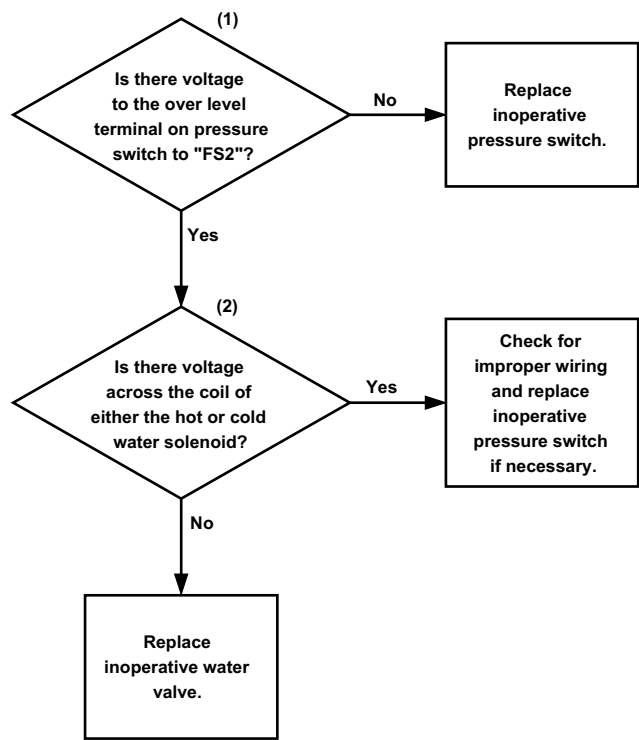 (1)
Is there voltage
to the over level
terminal on pressure
switch to "FS2"?
No
Replace
inoperative
pressure switch.
Yes
(2)
Is there voltage
across the coil of
either the hot or cold
water solenoid?
Yes
Check for
improper wiring
and replace
inoperative
pressure switch
if necessary.
No
Replace
inoperative water
valve.